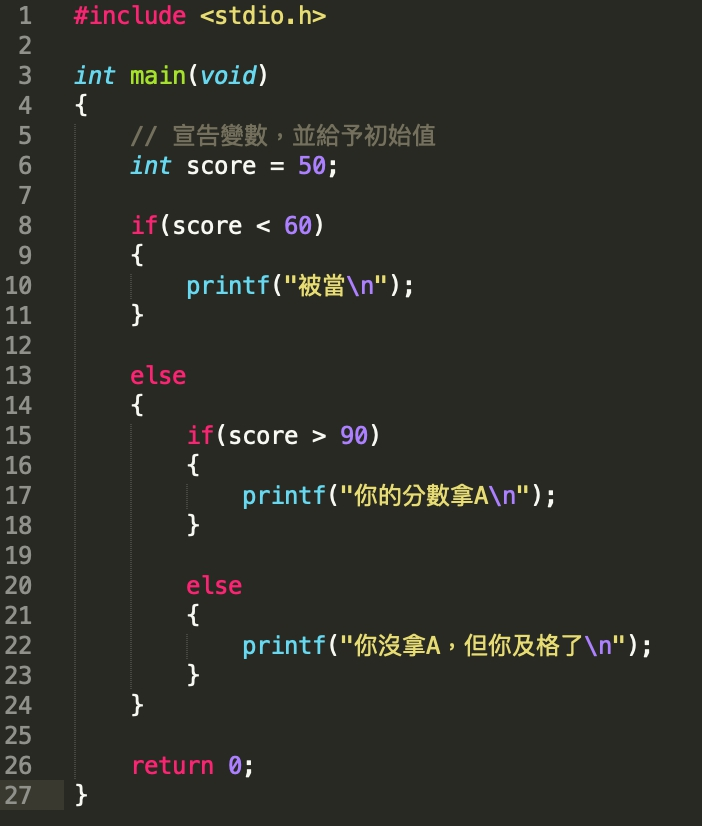 1 #include <stdio.h>
2
3 int main(void)
4 {
5     // 宣告變數，並給予初始值
6     int score = 50;
7
8     if(score < 60)
9     {
10         printf("被當\n");
11     }
12
13     else
14     {
15         if(score > 90)
16         {
17             printf("你的分數拿A\n");
18         }
19
20         else
21         {
22             printf("你沒拿A，但你及格了\n");
23         }
24     }
25
26     return 0;
27 }